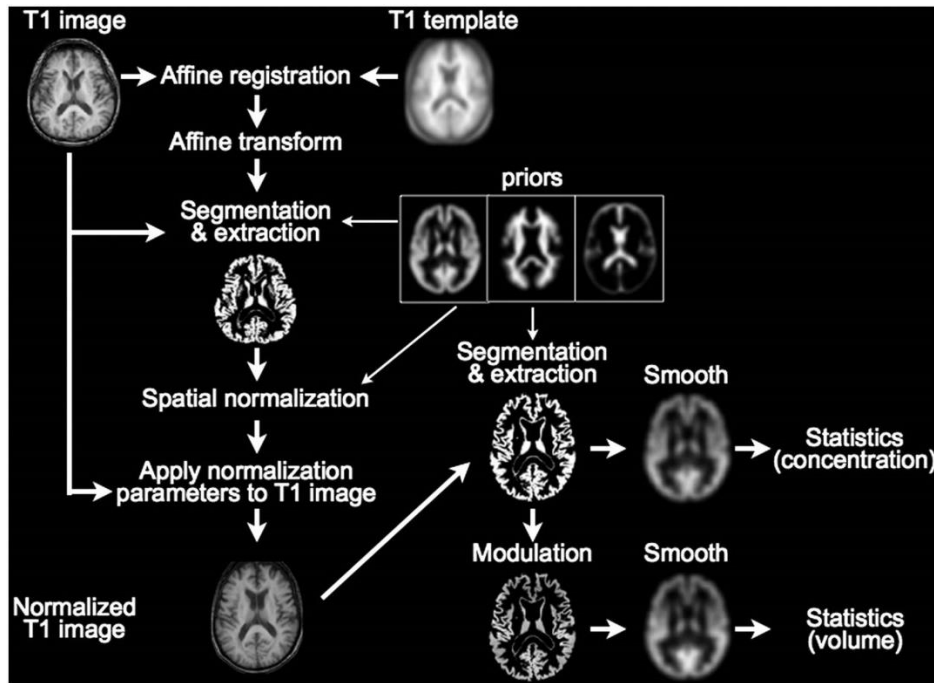 T1 image
T1 template
Affine registration
Affine transform
priors
Segmentation
& extraction
Spatial normalization
Apply normalization
parameters to T1 image
Normalized
T1 image
Segmentation
& extraction
Smooth
Statistics
(concentration)
Modulation
Smooth
Statistics
(volume)